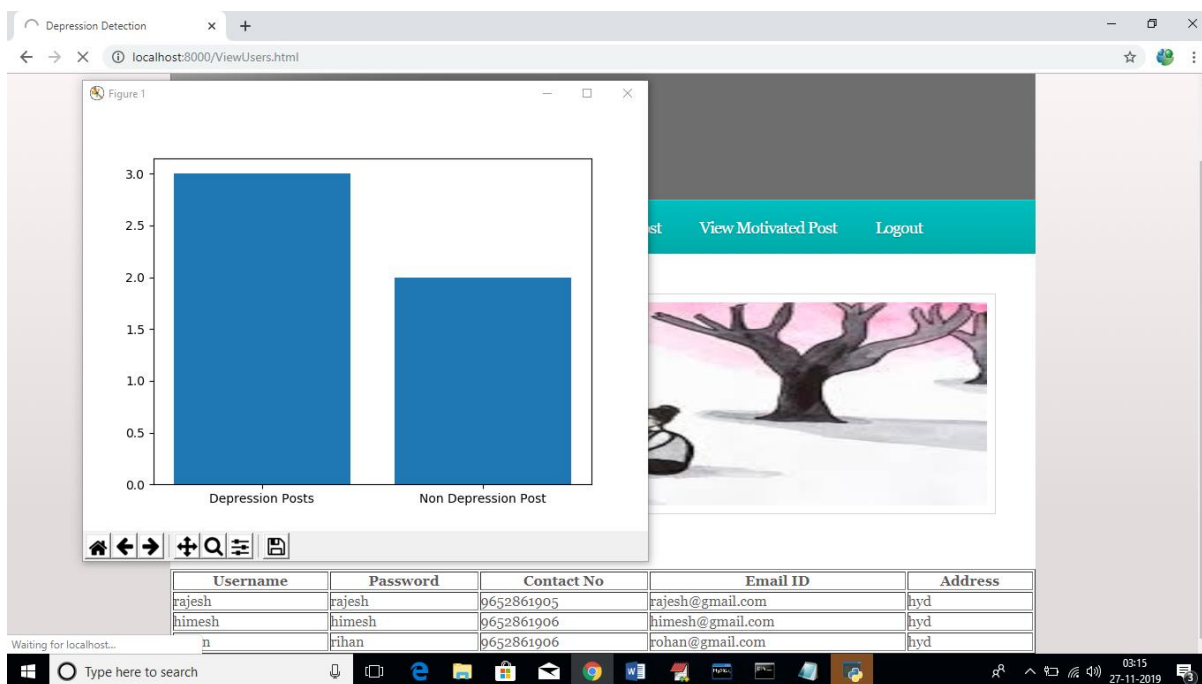 Depression Detection
localhost:8000/ViewUsers.html
Figure 1
3.0
2.5
2.0
1.5
1.0
0.5
0.0
Depression Posts Non Depression Post
st View Motivated Post Logout
Username Password Contact No Email ID Address
rajesh rajesh 9652861905 rajesh@gmail.com hyd
himesh himesh 9652861906 himesh@gmail.com hyd
n rihan 9652861906 rohan@gmail.com hyd
Waiting for localhost...
Type here to search
03:15
27-11-2019